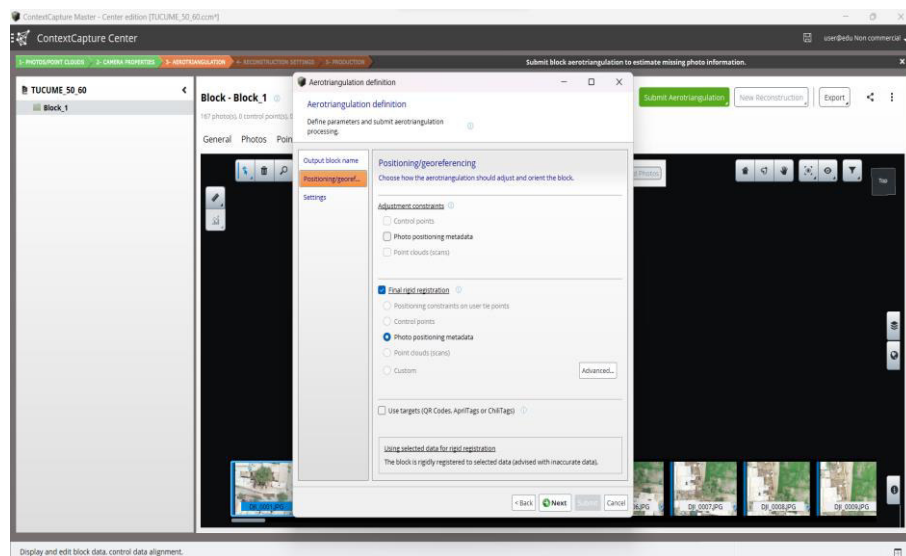 ContextCapture Master - Center edition [TUCUME_50_60.ccm*]
ContextCapture Center
user@edu Non commercial
1- PHOTOS/POINT CLOUDS
2- CAMERA PROPERTIES
3- AEROTRIANGULATION
4- RECONSTRUCTION SETTINGS
5- PRODUCTION
Submit block aerotriangulation to estimate missing photo information.
TUCUME_50_60
Block_1
Block - Block_1
167 photo(s), 0 control point(s), 0
General Photos Poin
Submit Aerotriangulation
New Reconstruction
Export
Photos
Top
Aerotriangulation definition
Aerotriangulation definition
Define parameters and submit aerotriangulation
processing.
Output block name
Positioning/georef...
Settings
Positioning/georeferencing
Choose how the aerotriangulation should adjust and orient the block.
Adjustment constraints
Control points
Photo positioning metadata
Point clouds (scans)
Final rigid registration
Positioning constraints on user tie points
Control points
Photo positioning metadata
Point clouds (scans)
Custom
Advanced...
Use targets (QR Codes, AprilTags or ChiliTags)
Using selected data for rigid registration
The block is rigidly registered to selected data (advised with inaccurate data).
< Back
Next
Submit
Cancel
DJI_0001.JPG
6.JPG
DJI_0007.JPG
DJI_0008.JPG
DJI_0009.JPG
Display and edit block data, control data alignment.